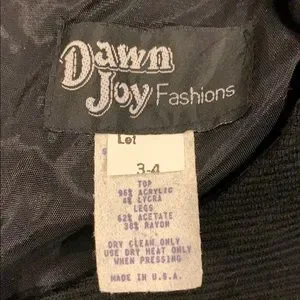 Dawn
Joy Fashions
Lot
3-4
TOP
96% ACRYLIC
4% LYCRA
LEGS
62% ACETATE
38% RAYON
DRY CLEAN ONLY
USE DRY HEAT ONLY
WHEN PRESSING
MADE IN U.S.A.